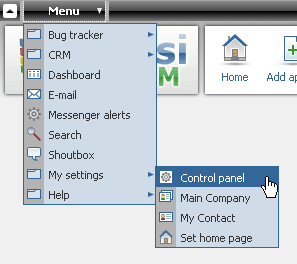 Menu
si
M
Home
Add ap
Bug tracker
CRM
Dashboard
E-mail
Messenger alerts
Search
Shoutbox
My settings
Help
Control panel
Main Company
My Contact
Set home page